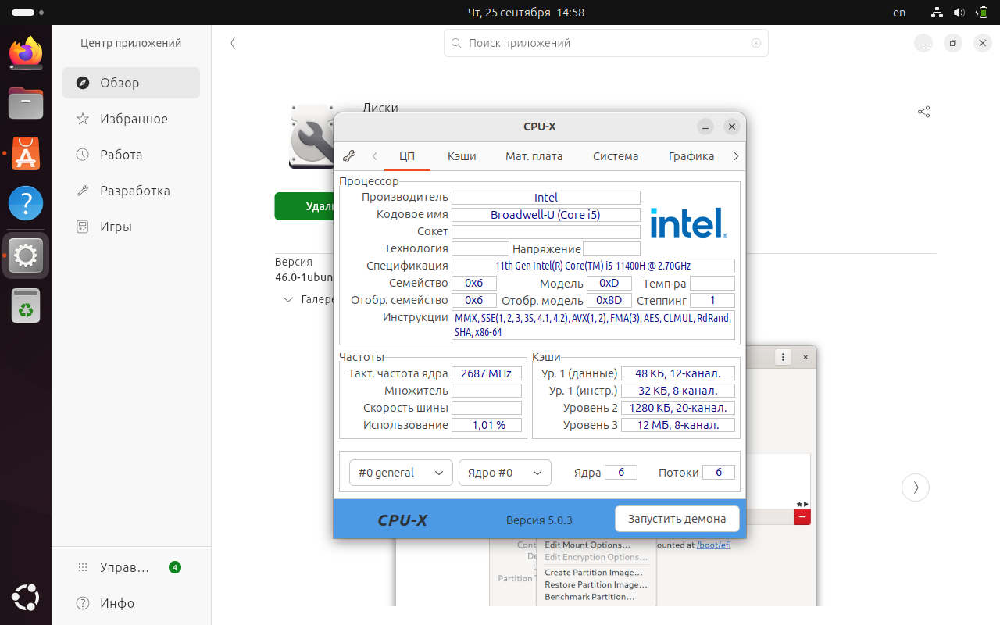 Чт, 25 сентября 14:58
en
Центр приложений
Поиск приложений
Обзор
Избранное
Работа
Разработка
Игры
Управ…
4
Инфо
Диски
Удали
Версия
46.0-1ubun
Галере
CPU-X
ЦП
Кэши
Мат. плата
Система
Графика
Процессор
Производитель Intel
Кодовое имя Broadwell-U (Core i5)
intel.
Сокет
Технология Напряжение
Спецификация 11th Gen Intel(R) Core(TM) i5-11400H @ 2.70GHz
Семейство 0x6 Модель 0xD Темп-ра
Отобр. семейство 0x6 Отобр. модель 0x8D Степпинг 1
Инструкции MMX, SSE(1, 2, 3, 3S, 4.1, 4.2), AVX(1, 2), FMA(3), AES, CLMUL, RdRand,
SHA, x86-64
Частоты
Такт. частота ядра 2687 MHz
Множитель
Скорость шины
Использование 1,01 %
Кэши
Ур. 1 (данные) 48 КБ, 12-канал.
Ур. 1 (инстр.) 32 КБ, 8-канал.
Уровень 2 1280 КБ, 20-канал.
Уровень 3 12 МБ, 8-канал.
#0 general Ядро #0 Ядра 6 Потоки 6
CPU-X Версия 5.0.3 Запустить демона
Cont
De
U
Partition T
Edit Mount Options…
Edit Encryption Options…
Create Partition Image…
Restore Partition Image…
Benchmark Partition…
ounted at /boot/efi